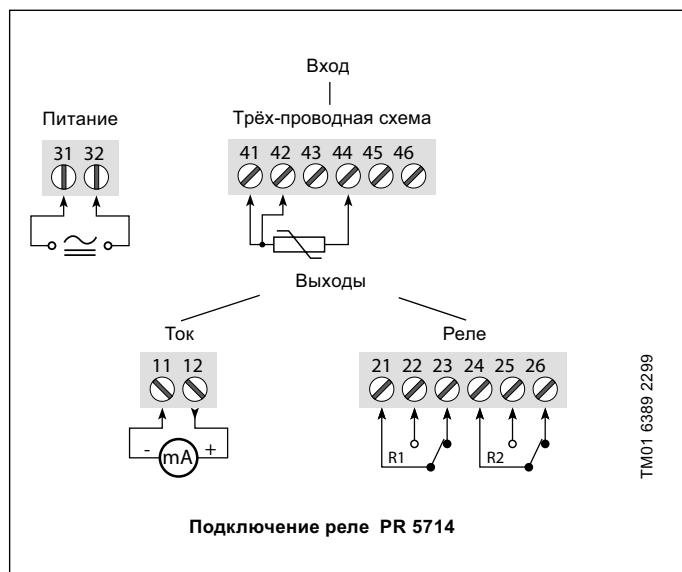 Вход
Питание
Трёх-проводная схема
31 32
41 42 43 44 45 46
Выходы
Ток
Реле
11 12
21 22 23 24 25 26
- mA +
R1 R2
TM01 6389 2299
Подключение реле PR 5714